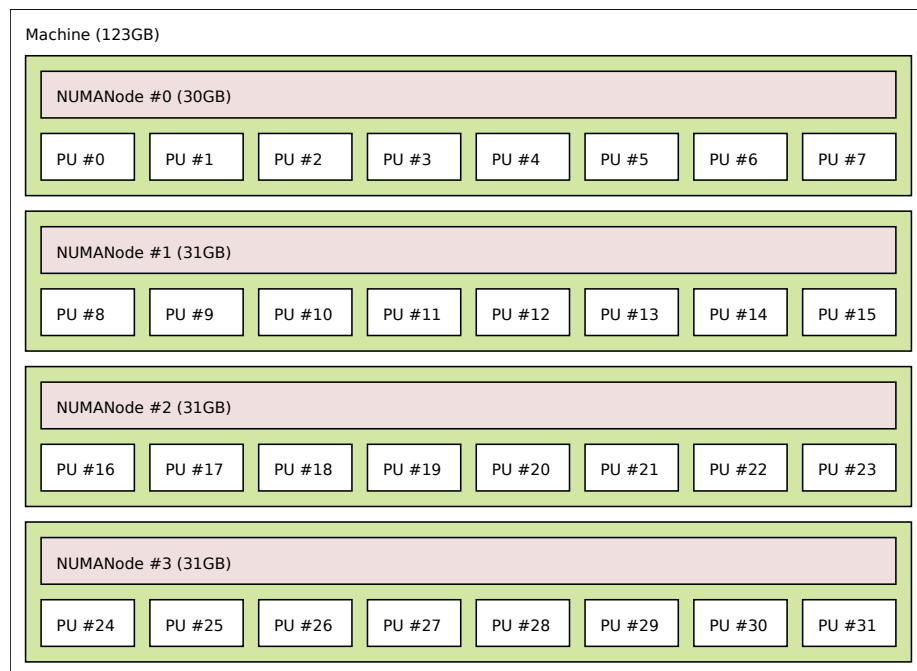 Machine (123GB)
NUMANode #0 (30GB)
PU #0 PU #1 PU #2 PU #3 PU #4 PU #5 PU #6 PU #7
NUMANode #1 (31GB)
PU #8 PU #9 PU #10 PU #11 PU #12 PU #13 PU #14 PU #15
NUMANode #2 (31GB)
PU #16 PU #17 PU #18 PU #19 PU #20 PU #21 PU #22 PU #23
NUMANode #3 (31GB)
PU #24 PU #25 PU #26 PU #27 PU #28 PU #29 PU #30 PU #31